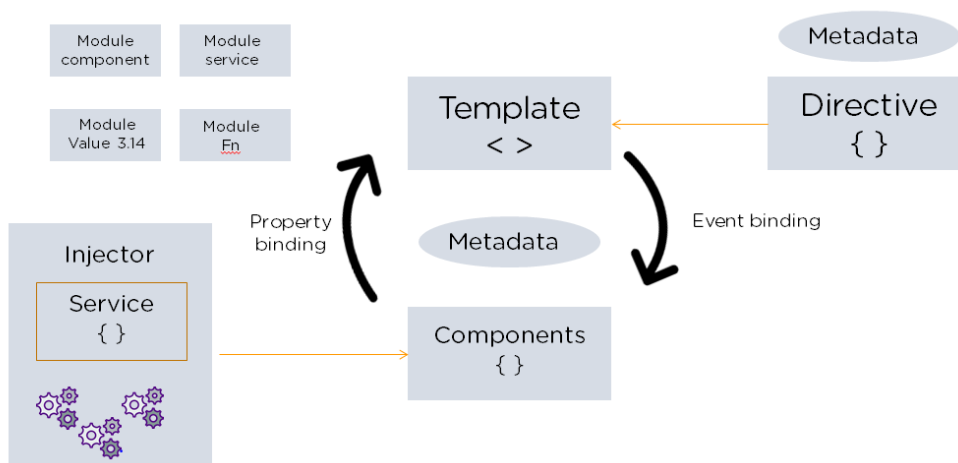 Module
component
Module
service
Module
Value 3.14
Module
Fn
Metadata
Template
< >
Directive
{ }
Property
binding
Event binding
Metadata
Injector
Service
{ }
Components
{ }